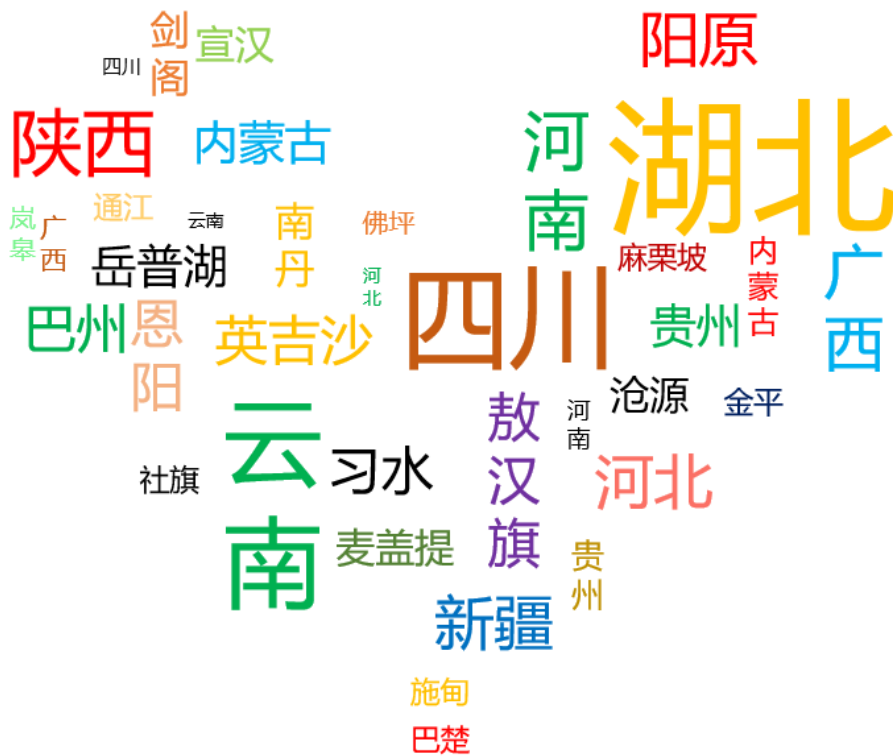 剑阁
宣汉
四川
阳原
陕西
内蒙古
河南
湖北
通江
岚皋
广西
云南
南丹
佛坪
麻栗坡
内蒙古
广西
岳普湖
河北
四川
巴州
恩阳
英吉沙
贵州
沧源
金平
云南
敖汉旗
河南
社旗
习水
河北
麦盖提
贵州
新疆
施甸
巴楚